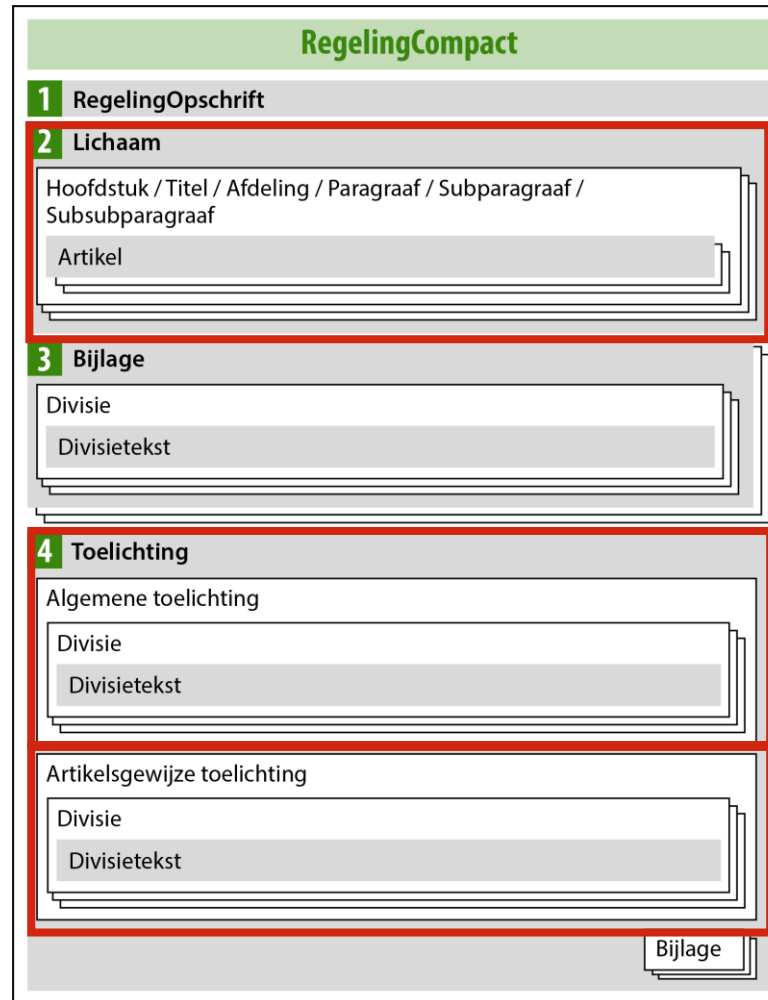 RegelingCompact
1 RegelingOpschrift
2 Lichaam
Hoofdstuk / Titel / Afdeling / Paragraaf / Subparagraaf /
Subsubparagraaf
Artikel
3 Bijlage
Divisie
Divisietekst
4 Toelichting
Algemene toelichting
Divisie
Divisietekst
Artikelsgewijze toelichting
Divisie
Divisietekst
Bijlage